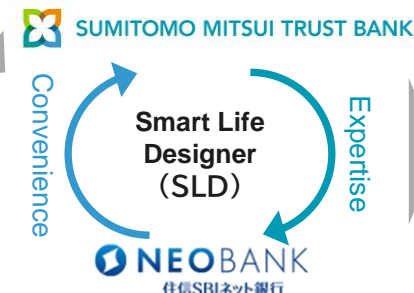 SUMITOMO MITSUI TRUST BANK
Convenience
Smart Life
Designer
(SLD)
Expertise
NEOBANK
住信SBIネット銀行